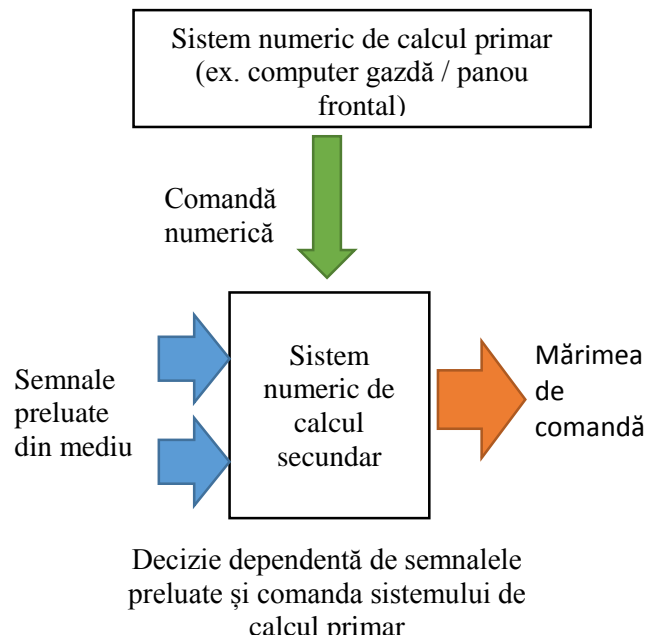 Sistem numeric de calcul primar
(ex. computer gazdă / panou
frontal)
Comandă
numerică
Semnale
preluate
din mediu
Sistem
numeric de
calcul
secundar
Mărimea
de
comandă
Decizie dependentă de semnalele
preluate și comanda sistemului de
calcul primar